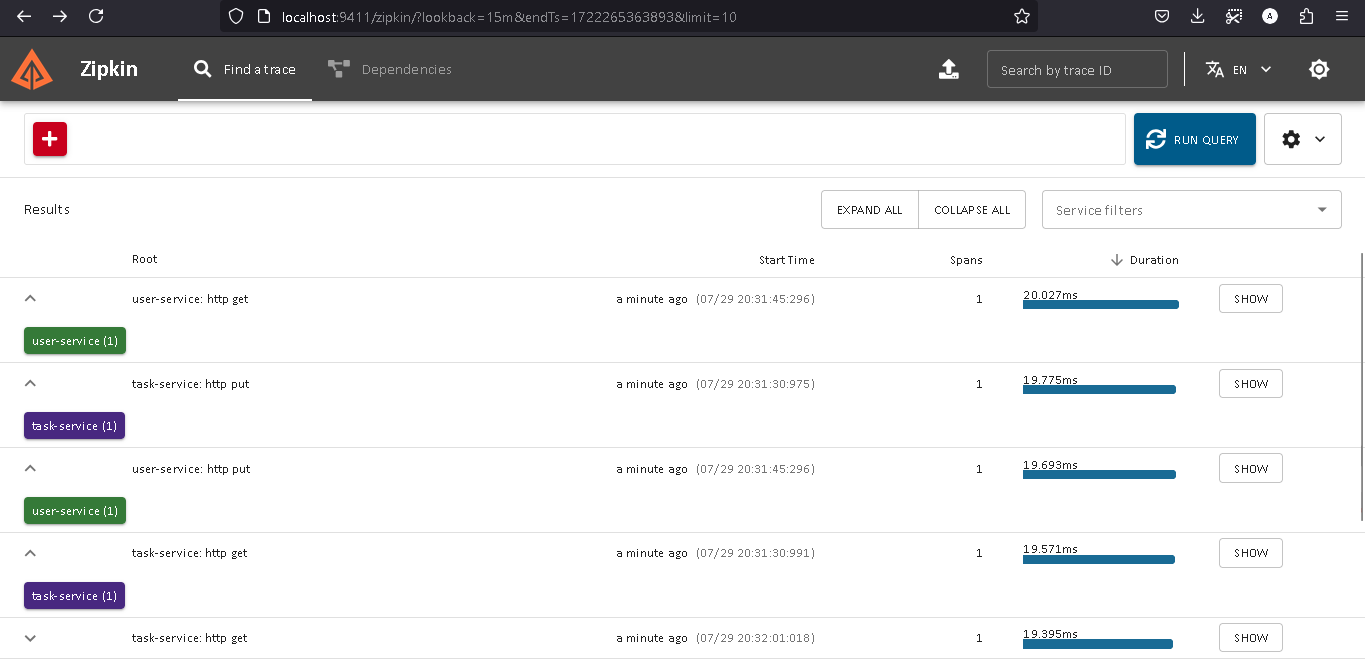 localhost:9411/zipkin/?lookback=15m&endTs=1722265363893&limit=10
A
Zipkin
Find a trace
Dependencies
Search by trace ID
EN
RUN QUERY
Results
EXPAND ALL
COLLAPSE ALL
Service filters
Root Start Time Spans Duration
user-service: http get a minute ago (07/29 20:31:45:296) 1 20.027ms SHOW
user-service (1)
task-service: http put a minute ago (07/29 20:31:30:975) 1 19.775ms SHOW
task-service (1)
user-service: http put a minute ago (07/29 20:31:45:296) 1 19.693ms SHOW
user-service (1)
task-service: http get a minute ago (07/29 20:31:30:991) 1 19.571ms SHOW
task-service (1)
task-service: http get a minute ago (07/29 20:32:01:018) 1 19.395ms SHOW